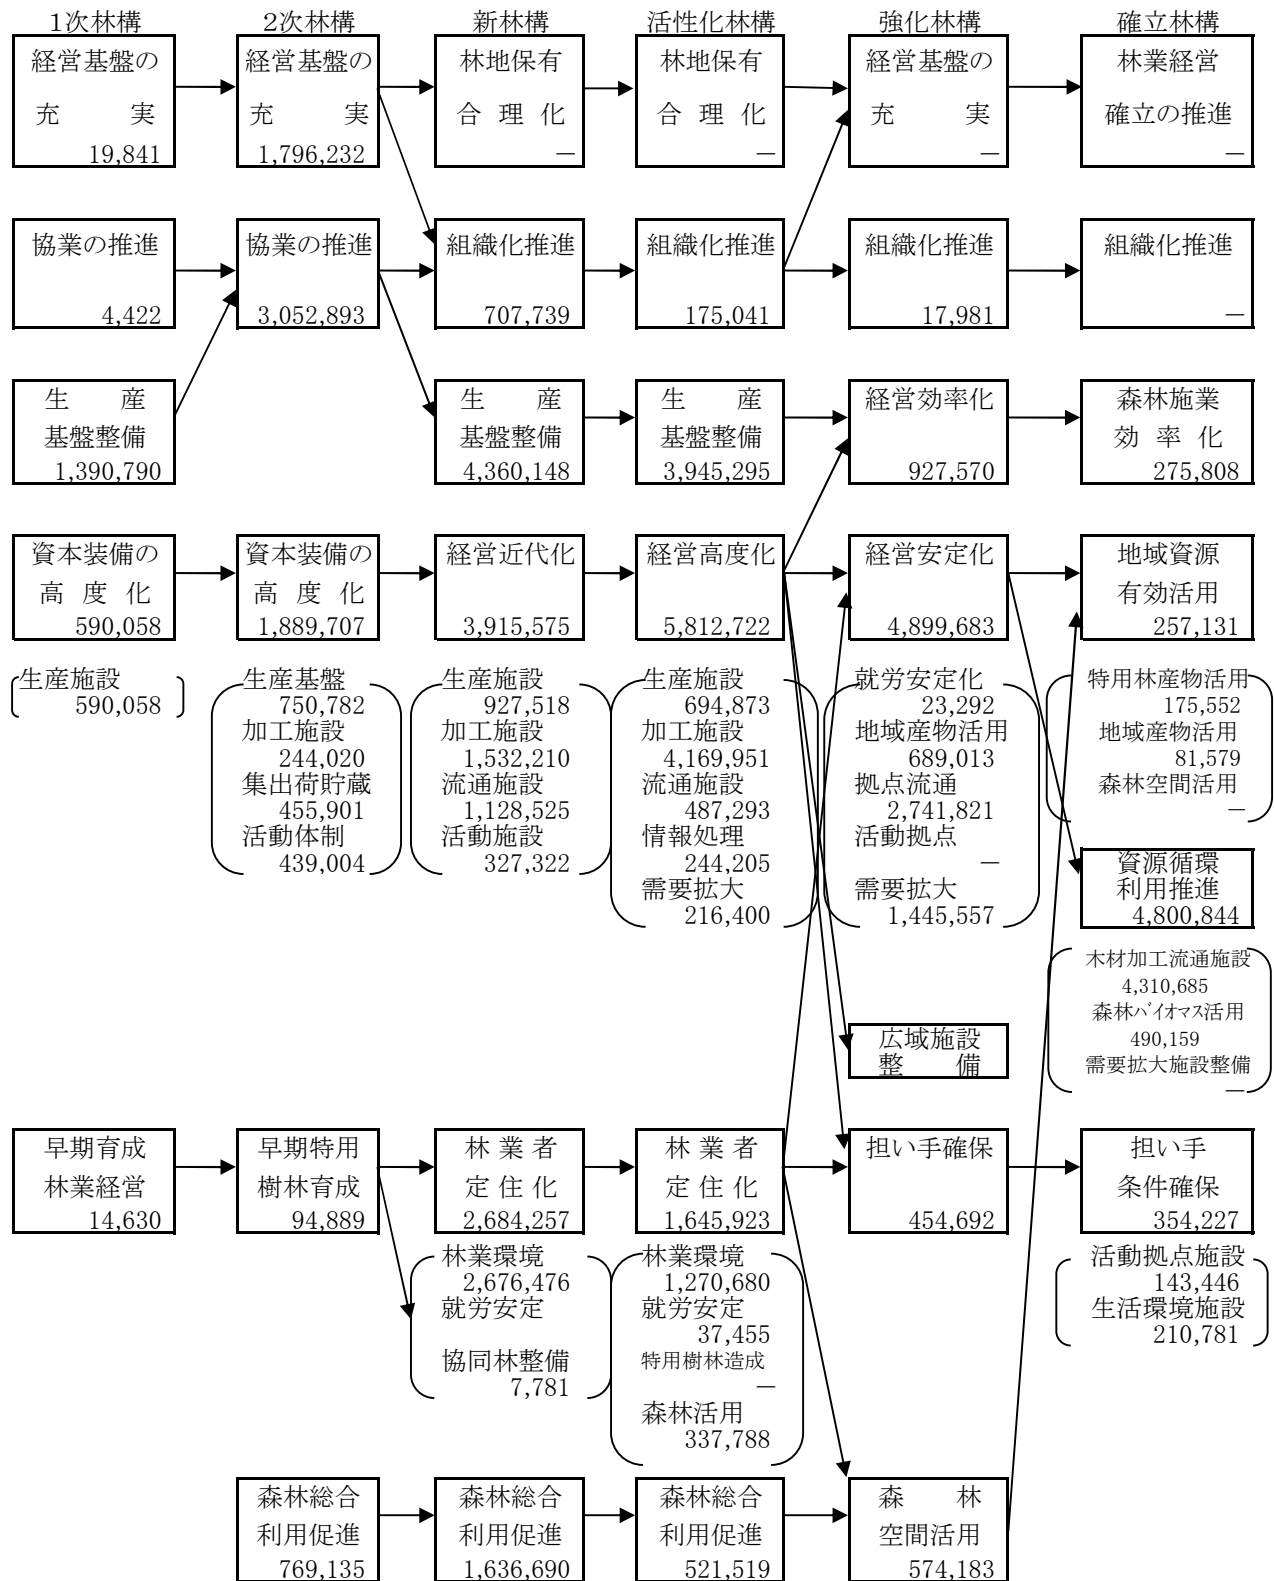 1次林構 2次林構 新林構 活性化林構 強化林構 確立林構
経営基盤の 経営基盤の 林地保有 林地保有 経営基盤の 林業経営
充 実 充 実 合 理 化 合 理 化 充 実 確立の推進
19,841 1,796,232 － － － －
協業の推進 協業の推進 組織化推進 組織化推進 組織化推進 組織化推進
4,422 3,052,893 707,739 175,041 17,981 －
生 産 生 産 生 産 経営効率化 森林施業
基盤整備 基盤整備 基盤整備 効 率 化
1,390,790 4,360,148 3,945,295 927,570 275,808
資本装備の 資本装備の 経営近代化 経営高度化 経営安定化 地域資源
高 度 化 高 度 化 有効活用
590,058 1,889,707 3,915,575 5,812,722 4,899,683 257,131
生産施設 生産基盤 生産施設 生産施設 就労安定化 特用林産物活用
590,058 750,782 927,518 694,873 23,292 175,552
加工施設 加工施設 加工施設 地域産物活用 地域産物活用
244,020 1,532,210 4,169,951 689,013 81,579
集出荷貯蔵 流通施設 流通施設 拠点流通 森林空間活用
455,901 1,128,525 487,293 2,741,821 －
活動体制 活動施設 情報処理 活動拠点
439,004 327,322 244,205 －
資源循環
需要拡大 需要拡大 利用推進
216,400 1,445,557 4,800,844
木材加工流通施設
4,310,685
森林ﾊﾞｲｵﾏｽ活用
広域施設 490,159
整 備 需要拡大施設整備
－
早期育成 早期特用 林 業 者 林 業 者 担い手確保 担い手
林業経営 樹林育成 定 住 化 定 住 化 条件確保
14,630 94,889 2,684,257 1,645,923 454,692 354,227
林業環境 林業環境 活動拠点施設
2,676,476 1,270,680 143,446
就労安定 就労安定 生活環境施設
37,455 210,781
協同林整備 特用樹林造成
7,781 －
森林活用
337,788
森林総合 森林総合 森林総合 森 林
利用促進 利用促進 利用促進 空間活用
769,135 1,636,690 521,519 574,183